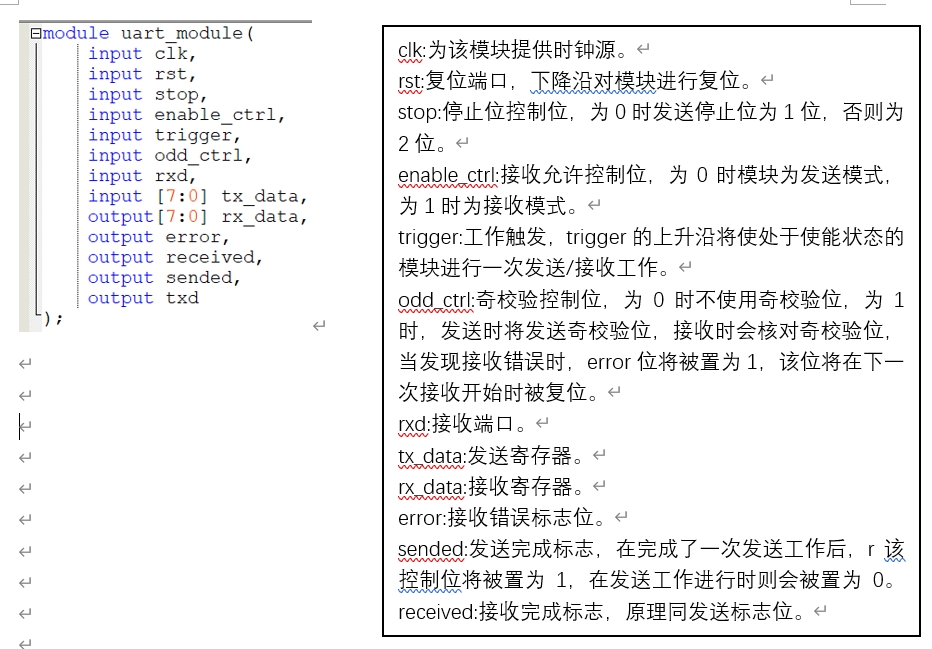 module uart_module(
input clk,
input rst,
input stop,
input enable_ctrl,
input trigger,
input odd_ctrl,
input rxd,
input [7:0] tx_data,
output[7:0] rx_data,
output error,
output received,
output sended,
output txd
);
clk:为该模块提供时钟源。
rst:复位端口，下降沿对模块进行复位。
stop:停止位控制位，为 0 时发送停止位为 1 位，否则为
2 位。
enable_ctrl:接收允许控制位，为 0 时模块为发送模式，
为 1 时为接收模式。
trigger:工作触发，trigger 的上升沿将使处于使能状态的
模块进行一次发送/接收工作。
odd_ctrl:奇校验控制位，为 0 时不使用奇校验位，为 1
时，发送时将发送奇校验位，接收时会核对奇校验位，
当发现接收错误时，error 位将被置为 1，该位将在下一
次接收开始时被复位。
rxd:接收端口。
tx_data:发送寄存器。
rx_data:接收寄存器。
error:接收错误标志位。
sended:发送完成标志，在完成了一次发送工作后，r 该
控制位将被置为 1，在发送工作进行时则会被置为 0。
received:接收完成标志，原理同发送标志位。